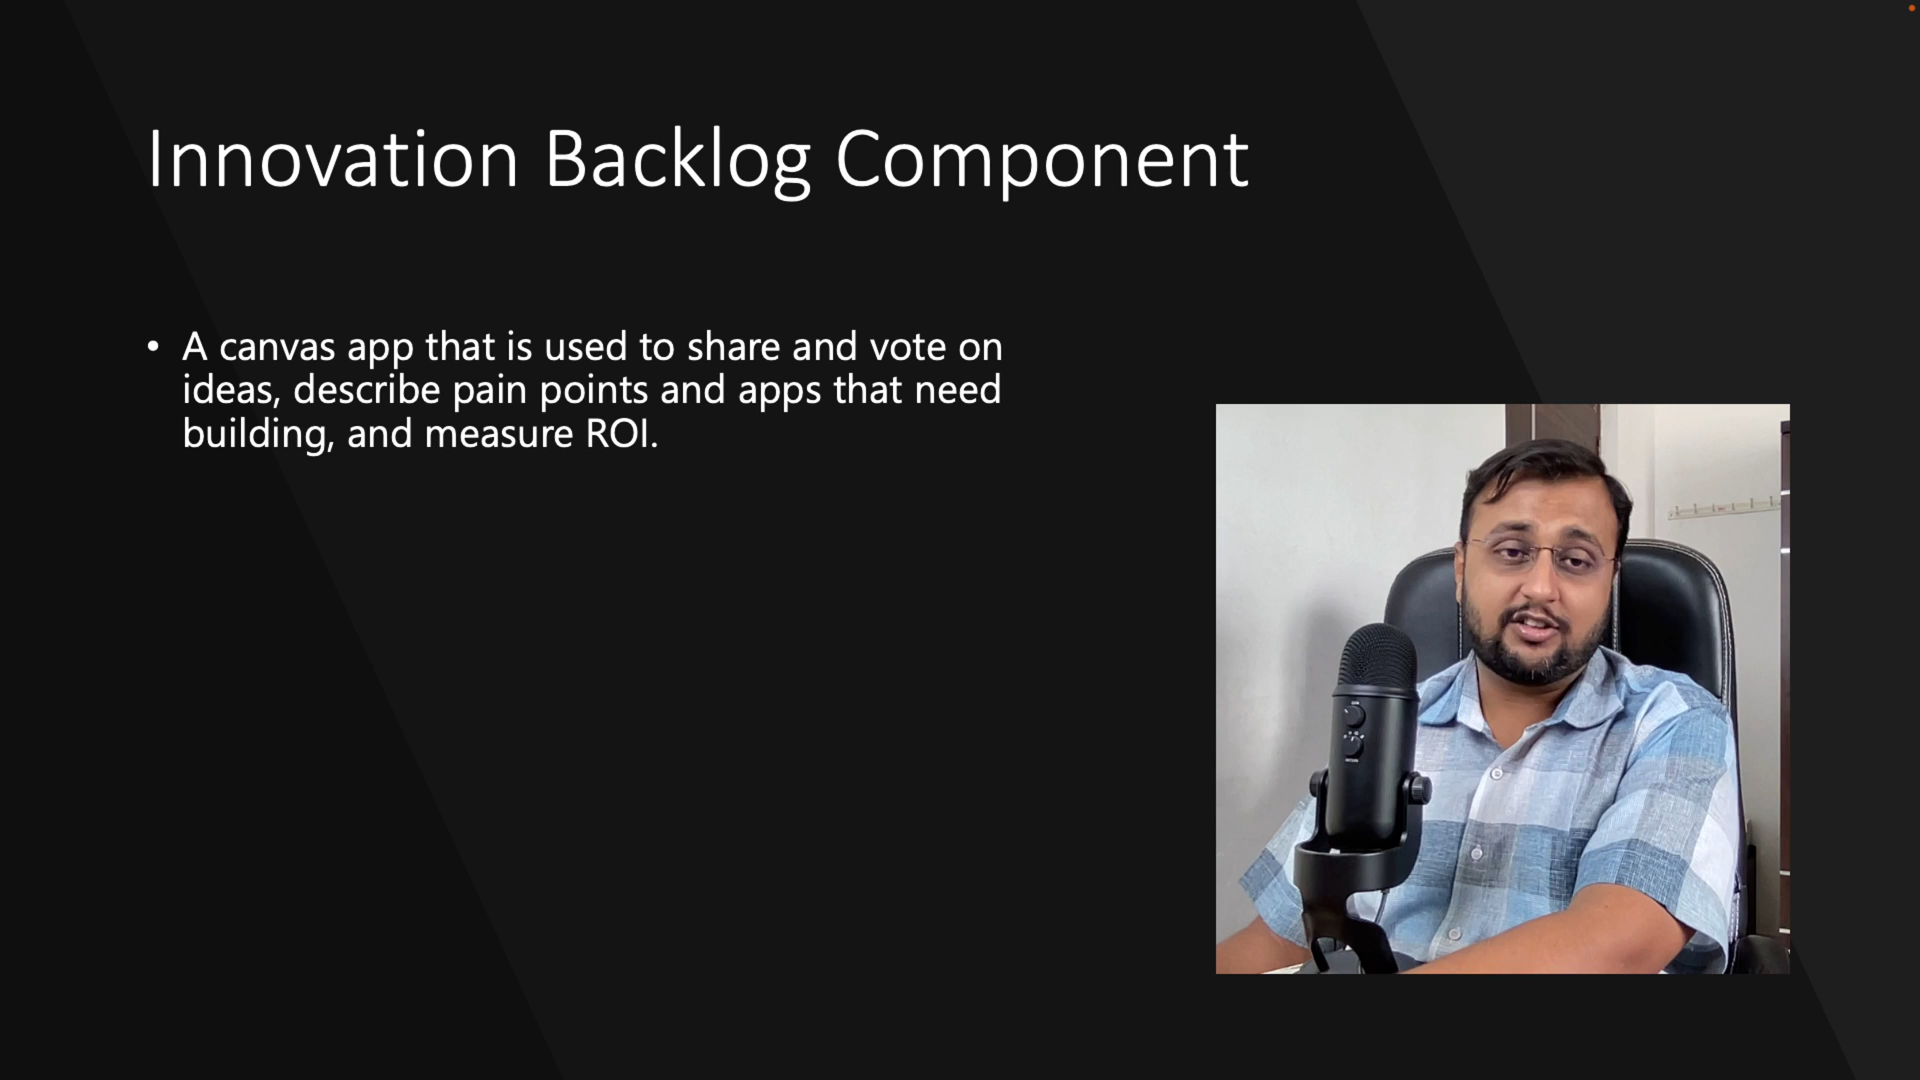 Innovation Backlog Component
• A canvas app that is used to share and vote on
ideas, describe pain points and apps that need
building, and measure ROI.